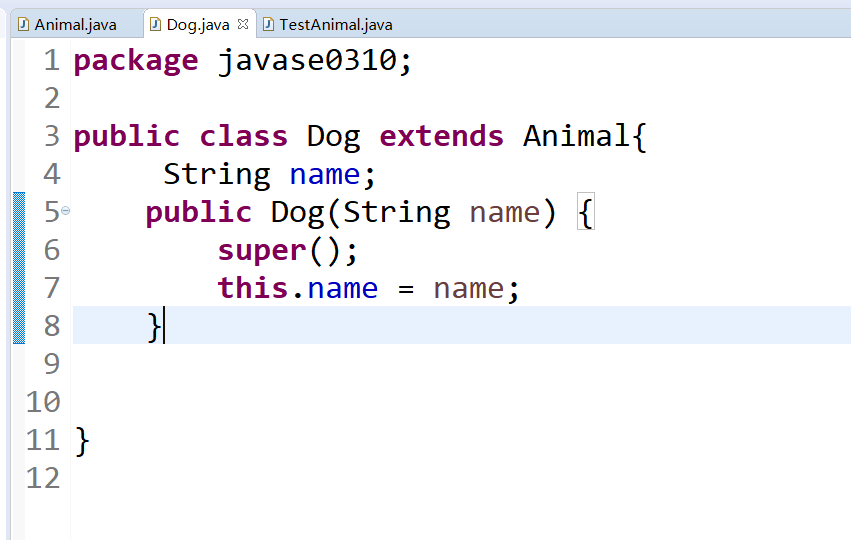 Animal.java Dog.java TestAnimal.java
1 package javase0310;
2
3 public class Dog extends Animal{
4 String name;
5 public Dog(String name) {
6 super();
7 this.name = name;
8 }
9
10
11 }
12